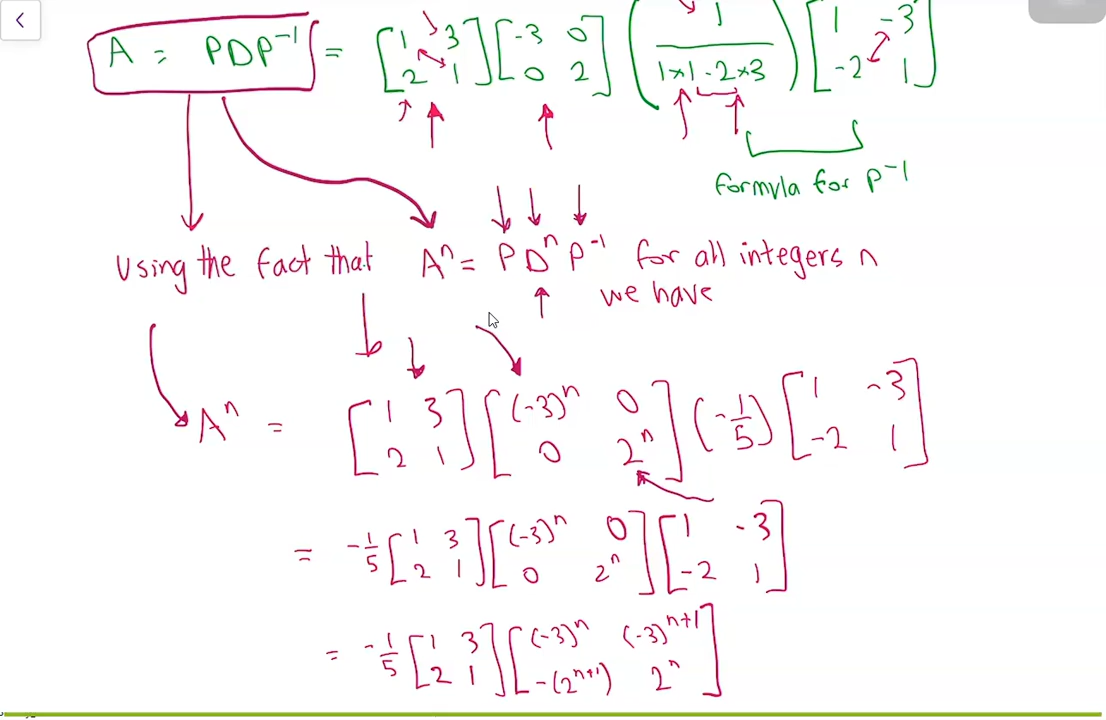 A = PDP⁻¹ = [1 3; 2 1] [-3 0; 0 2] (1/(1×1-2×3)) [1 -3; -2 1]
formula for P⁻¹
Using the fact that Aⁿ = PDⁿP⁻¹ for all integers n
we have
Aⁿ = [1 3; 2 1] [(-3)ⁿ 0; 0 2ⁿ] (-1/5) [1 -3; -2 1]
= -1/5 [1 3; 2 1] [(-3)ⁿ 0; 0 2ⁿ] [1 -3; -2 1]
= -1/5 [1 3; 2 1] [(-3)ⁿ (-3)ⁿ⁺¹; -(2ⁿ⁺¹) 2ⁿ]